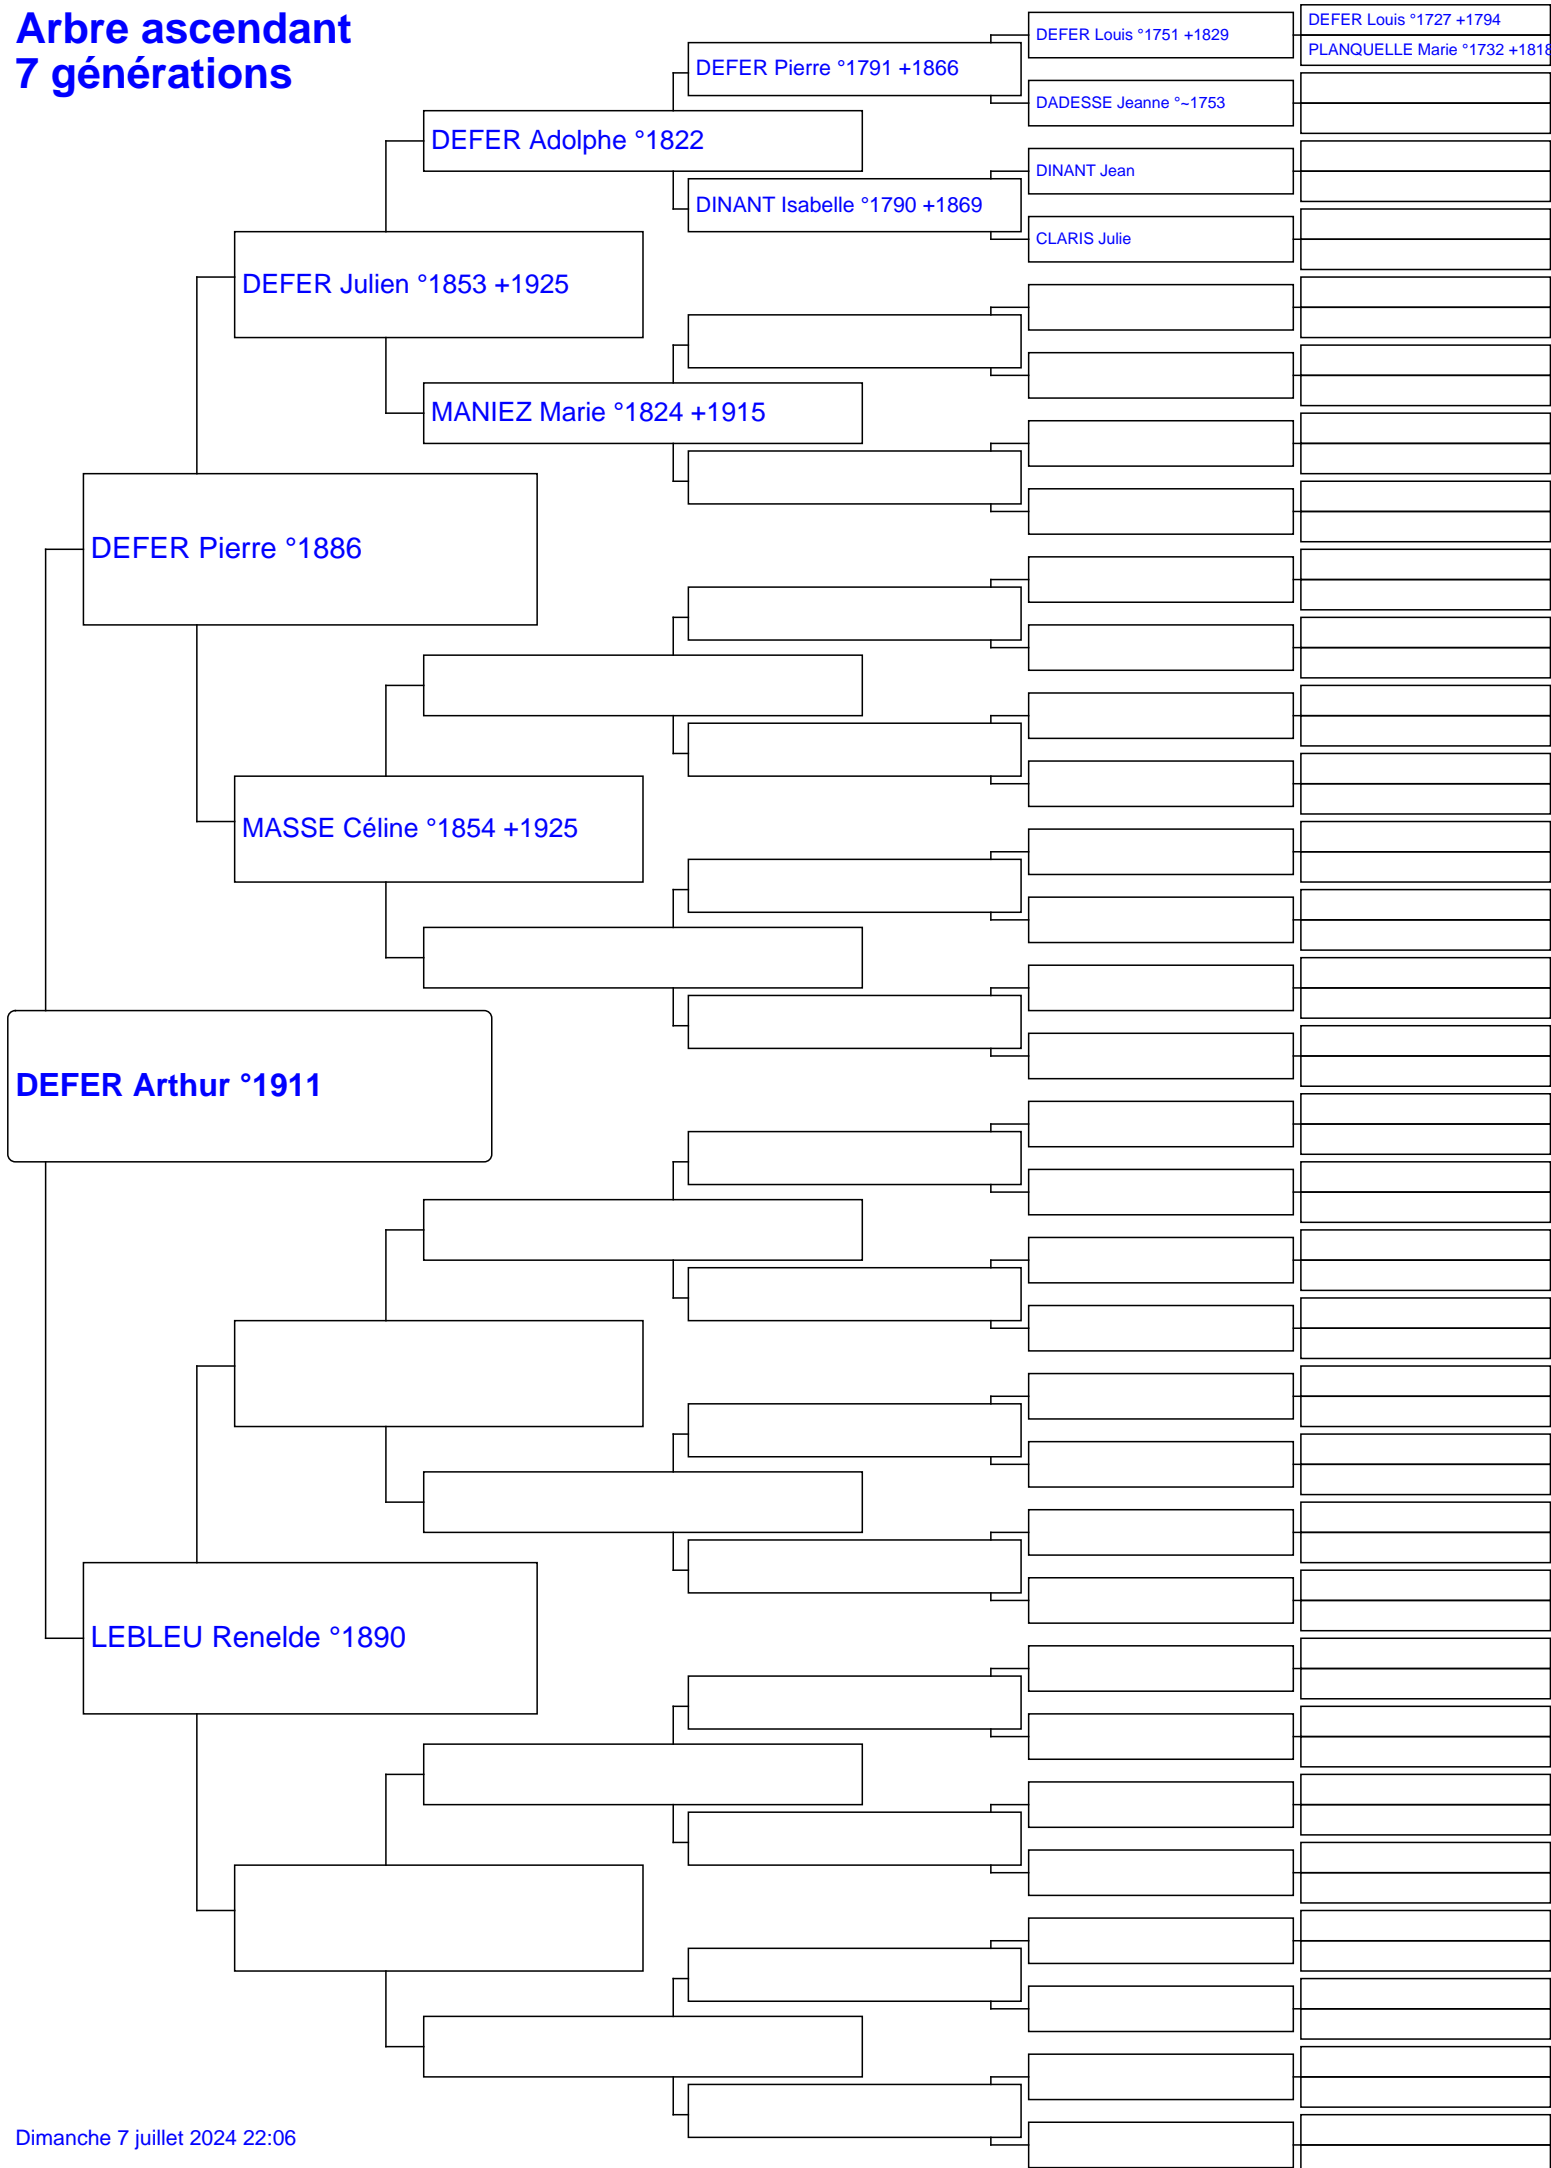 Arbre ascendant
7 générations
DEFER Louis °1727 +1794
DEFER Louis °1751 +1829
PLANQUELLE Marie °1732 +1818
DEFER Pierre °1791 +1866
DADESSE Jeanne °~1753
DEFER Adolphe °1822
DINANT Jean
DINANT Isabelle °1790 +1869
CLARIS Julie
DEFER Julien °1853 +1925
MANIEZ Marie °1824 +1915
DEFER Pierre °1886
MASSE Céline °1854 +1925
DEFER Arthur °1911
LEBLEU Renelde °1890
Dimanche 7 juillet 2024 22:06